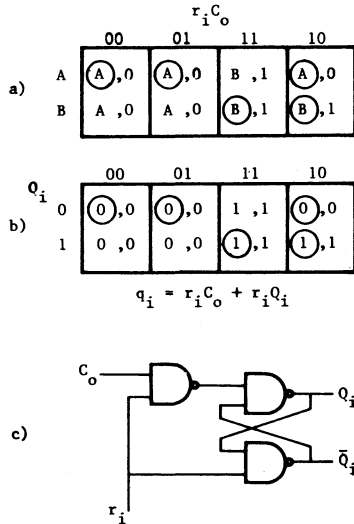 r_i C_o
00 01 11 10
a)
A (A),0 (A),0 B,1 (A),0
B A,0 A,0 (B),1 (B),1
00 01 11 10
Q_i
b)
0 (0),0 (0),0 1,1 (0),0
1 0,0 0,0 (1),1 (1),1
q_i = r_i C_o + r_i Q_i
c)
C_o
Q_i
Q̅_i
r_i